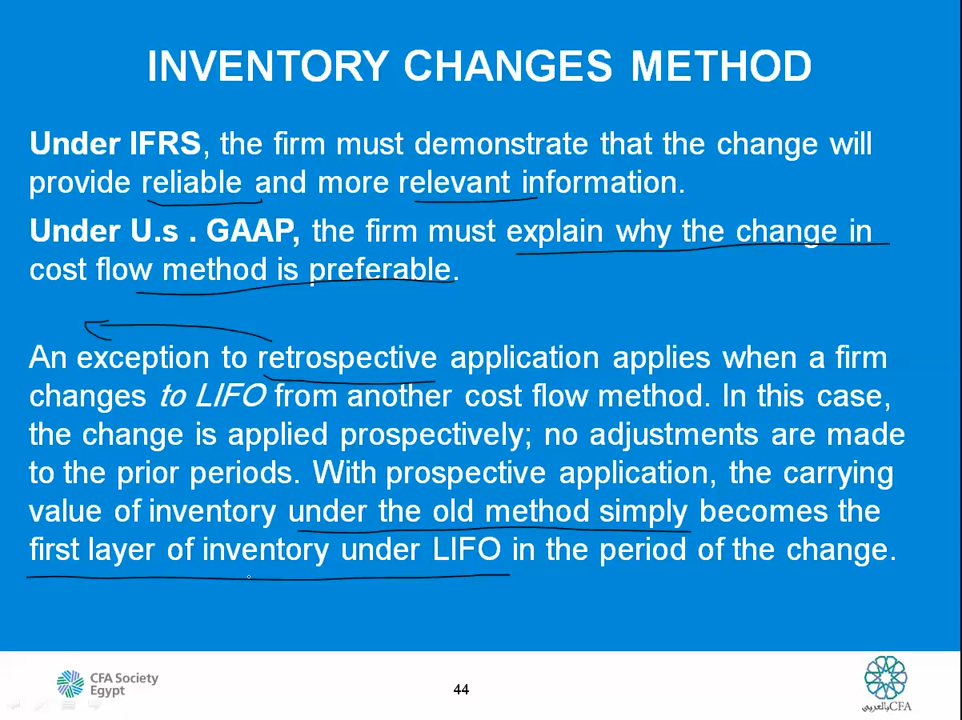 INVENTORY CHANGES METHOD
Under IFRS, the firm must demonstrate that the change will
provide reliable and more relevant information.
Under U.s . GAAP, the firm must explain why the change in
cost flow method is preferable.
An exception to retrospective application applies when a firm
changes to LIFO from another cost flow method. In this case,
the change is applied prospectively; no adjustments are made
to the prior periods. With prospective application, the carrying
value of inventory under the old method simply becomes the
first layer of inventory under LIFO in the period of the change.
CFA Society
Egypt
44
CFA بالعربي